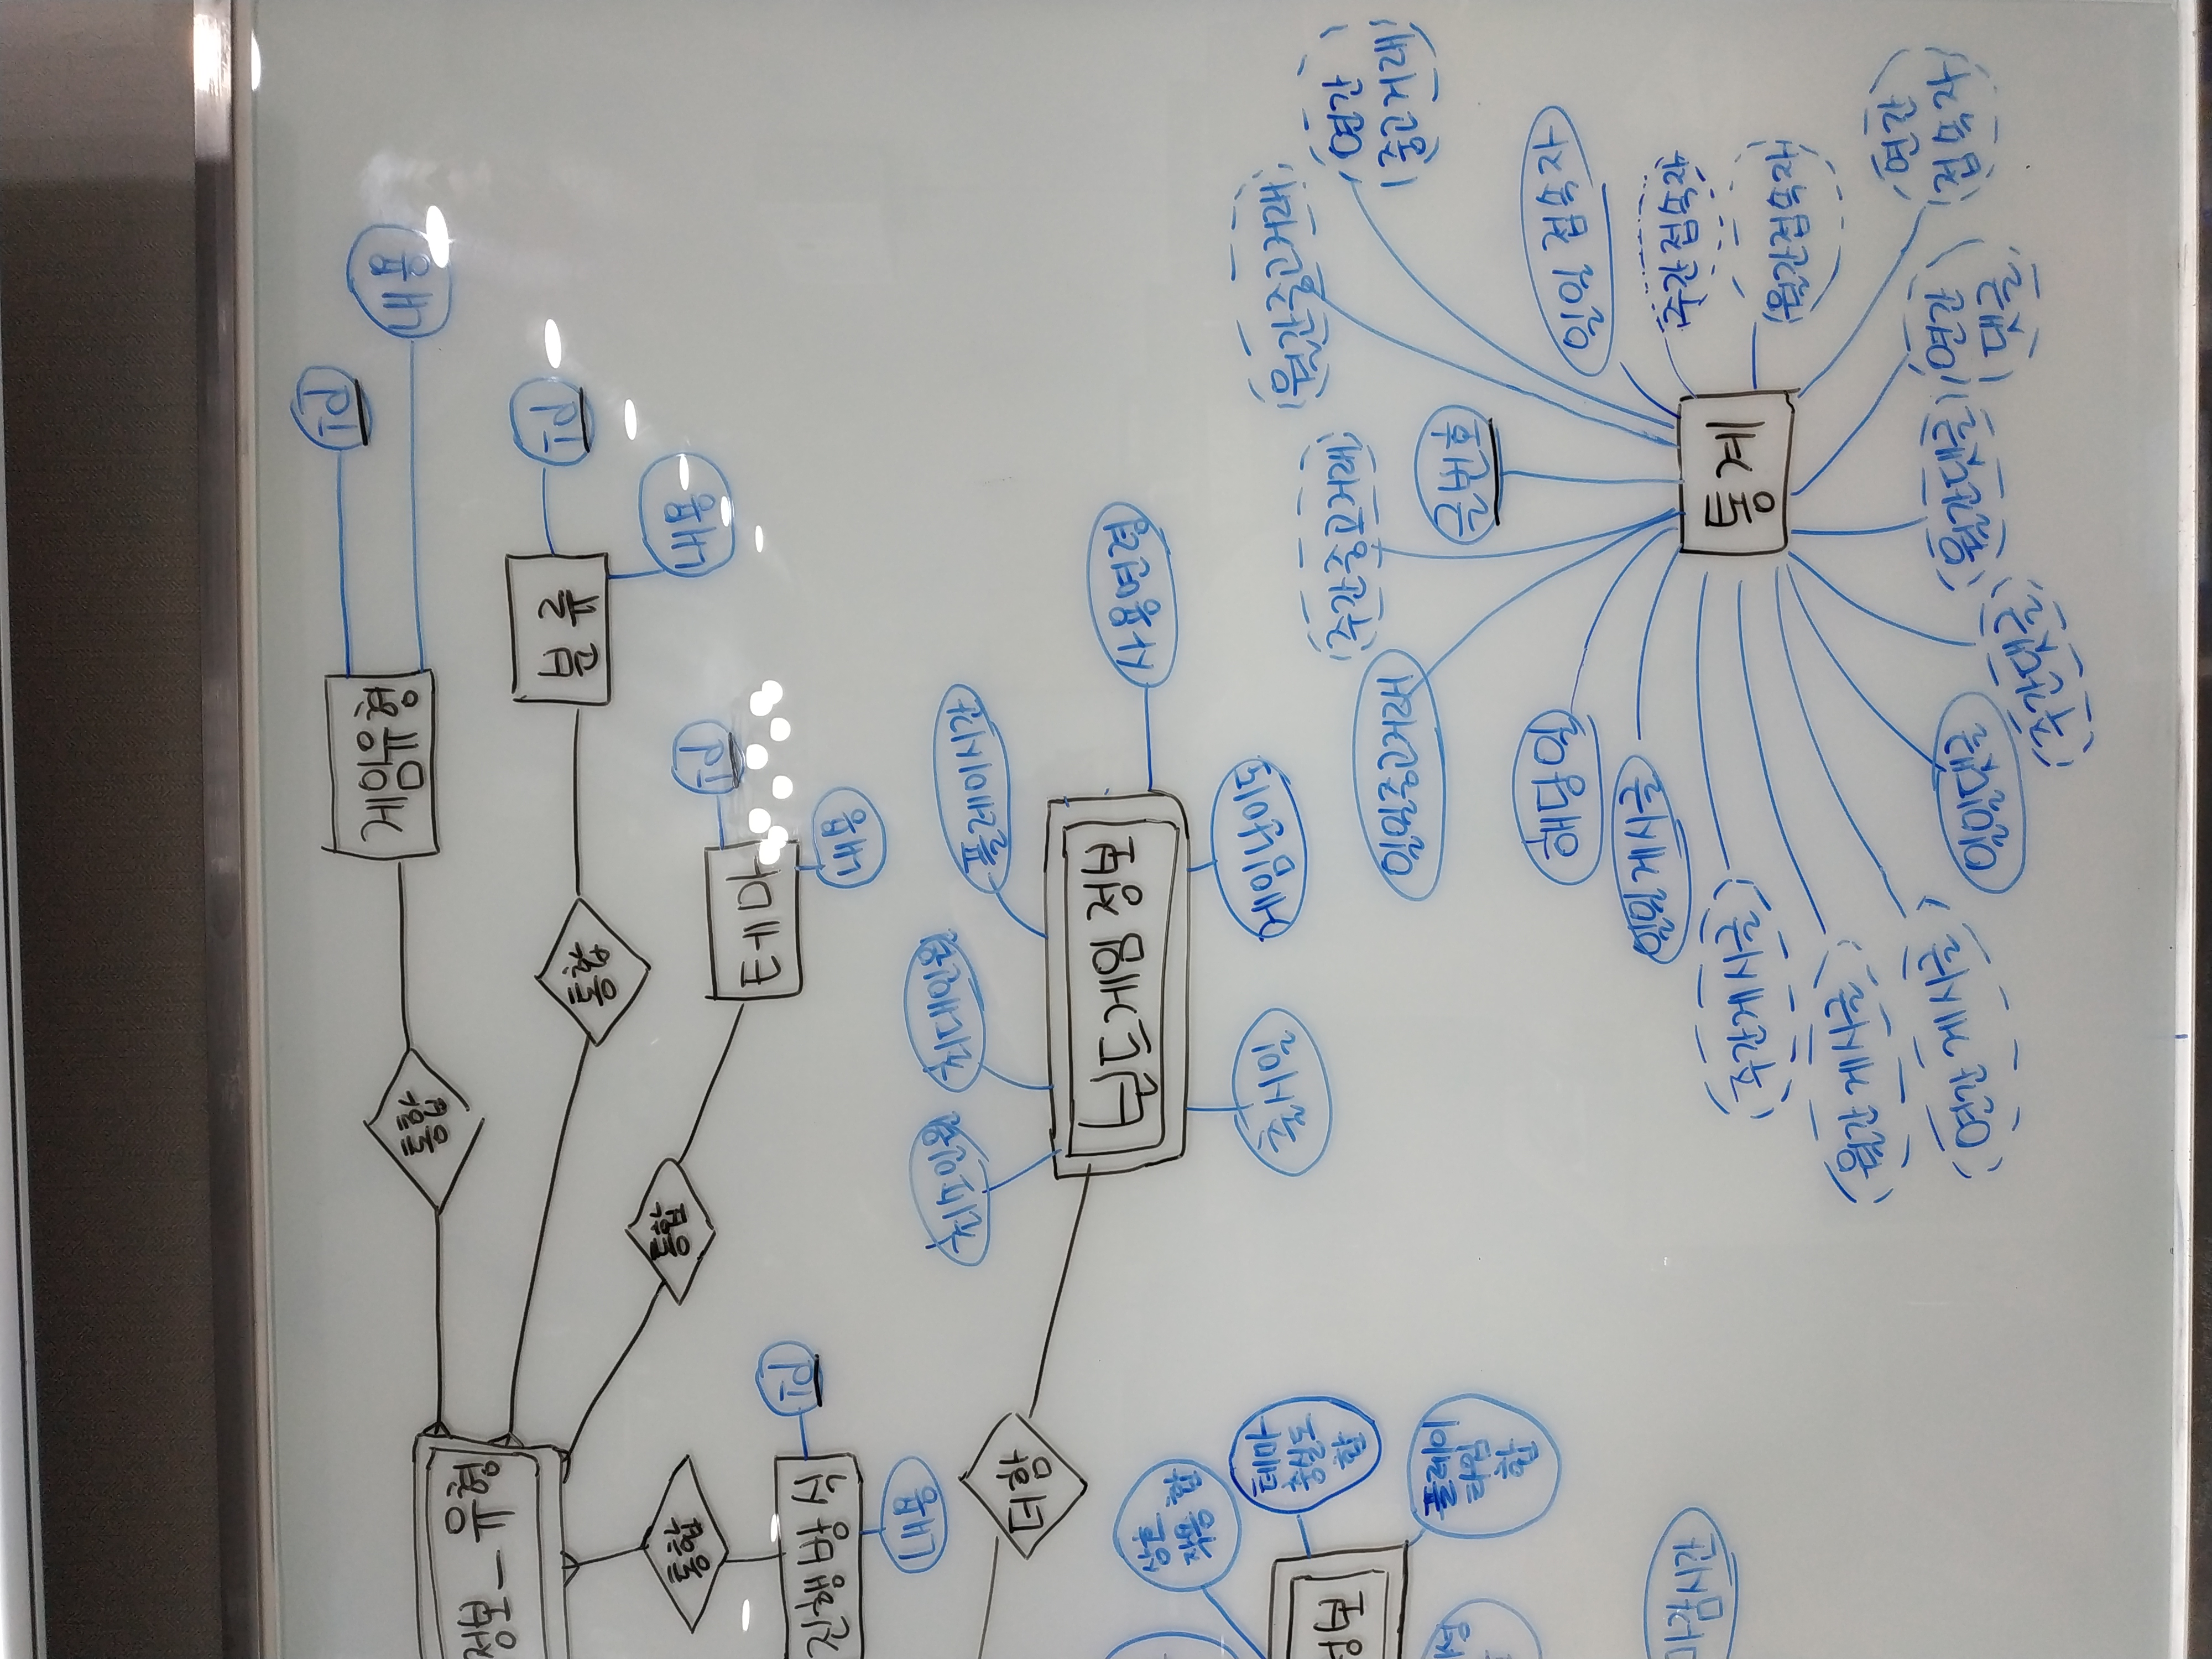 id
게임유형
내용
통합
정보_유형
분류
id
통합
내용
통합
통합
id
테마
내용
id
진행방식
내용
최소인원
최대인원
플레이시간
더함
보드게임 정보
사용연령
상호
작용 합
출시일
게임난이도
테마
충실도
합
정보
플레이
타임
합
월간중고거래
주간중고거래
연간
중고거래
일일중고거래
글번호
해당일
일일 접속자
일일게시글
주간접속자
마감시간
통계
주간게시글
월간접속자
월간 게시글
연간 게시글
일일댓글
주간댓글
월간댓글
연간
댓글
연간
접속자